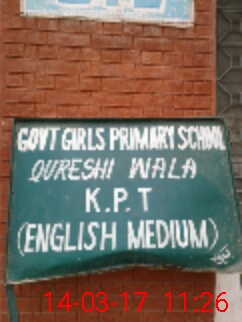 GOVT GIRLS PRIMARY SCHOOL
QURESHI WALA
K.P.T
(ENGLISH MEDIUM)
14-03-17 11:26